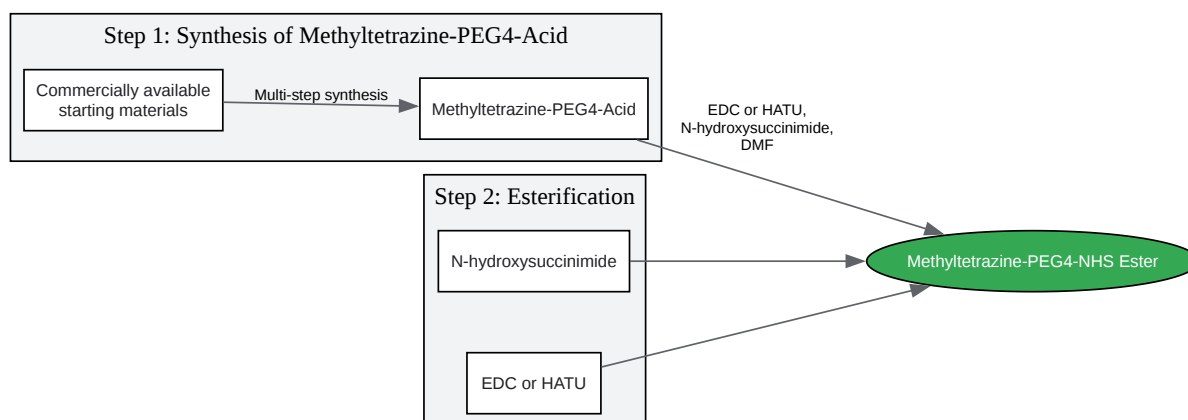 Step 1: Synthesis of Methyltetrazine-PEG4-Acid
Commercially available
starting materials
Multi-step synthesis
Methyltetrazine-PEG4-Acid
EDC or HATU,
N-hydroxysuccinimide,
DMF
Step 2: Esterification
N-hydroxysuccinimide
Methyltetrazine-PEG4-NHS Ester
EDC or HATU